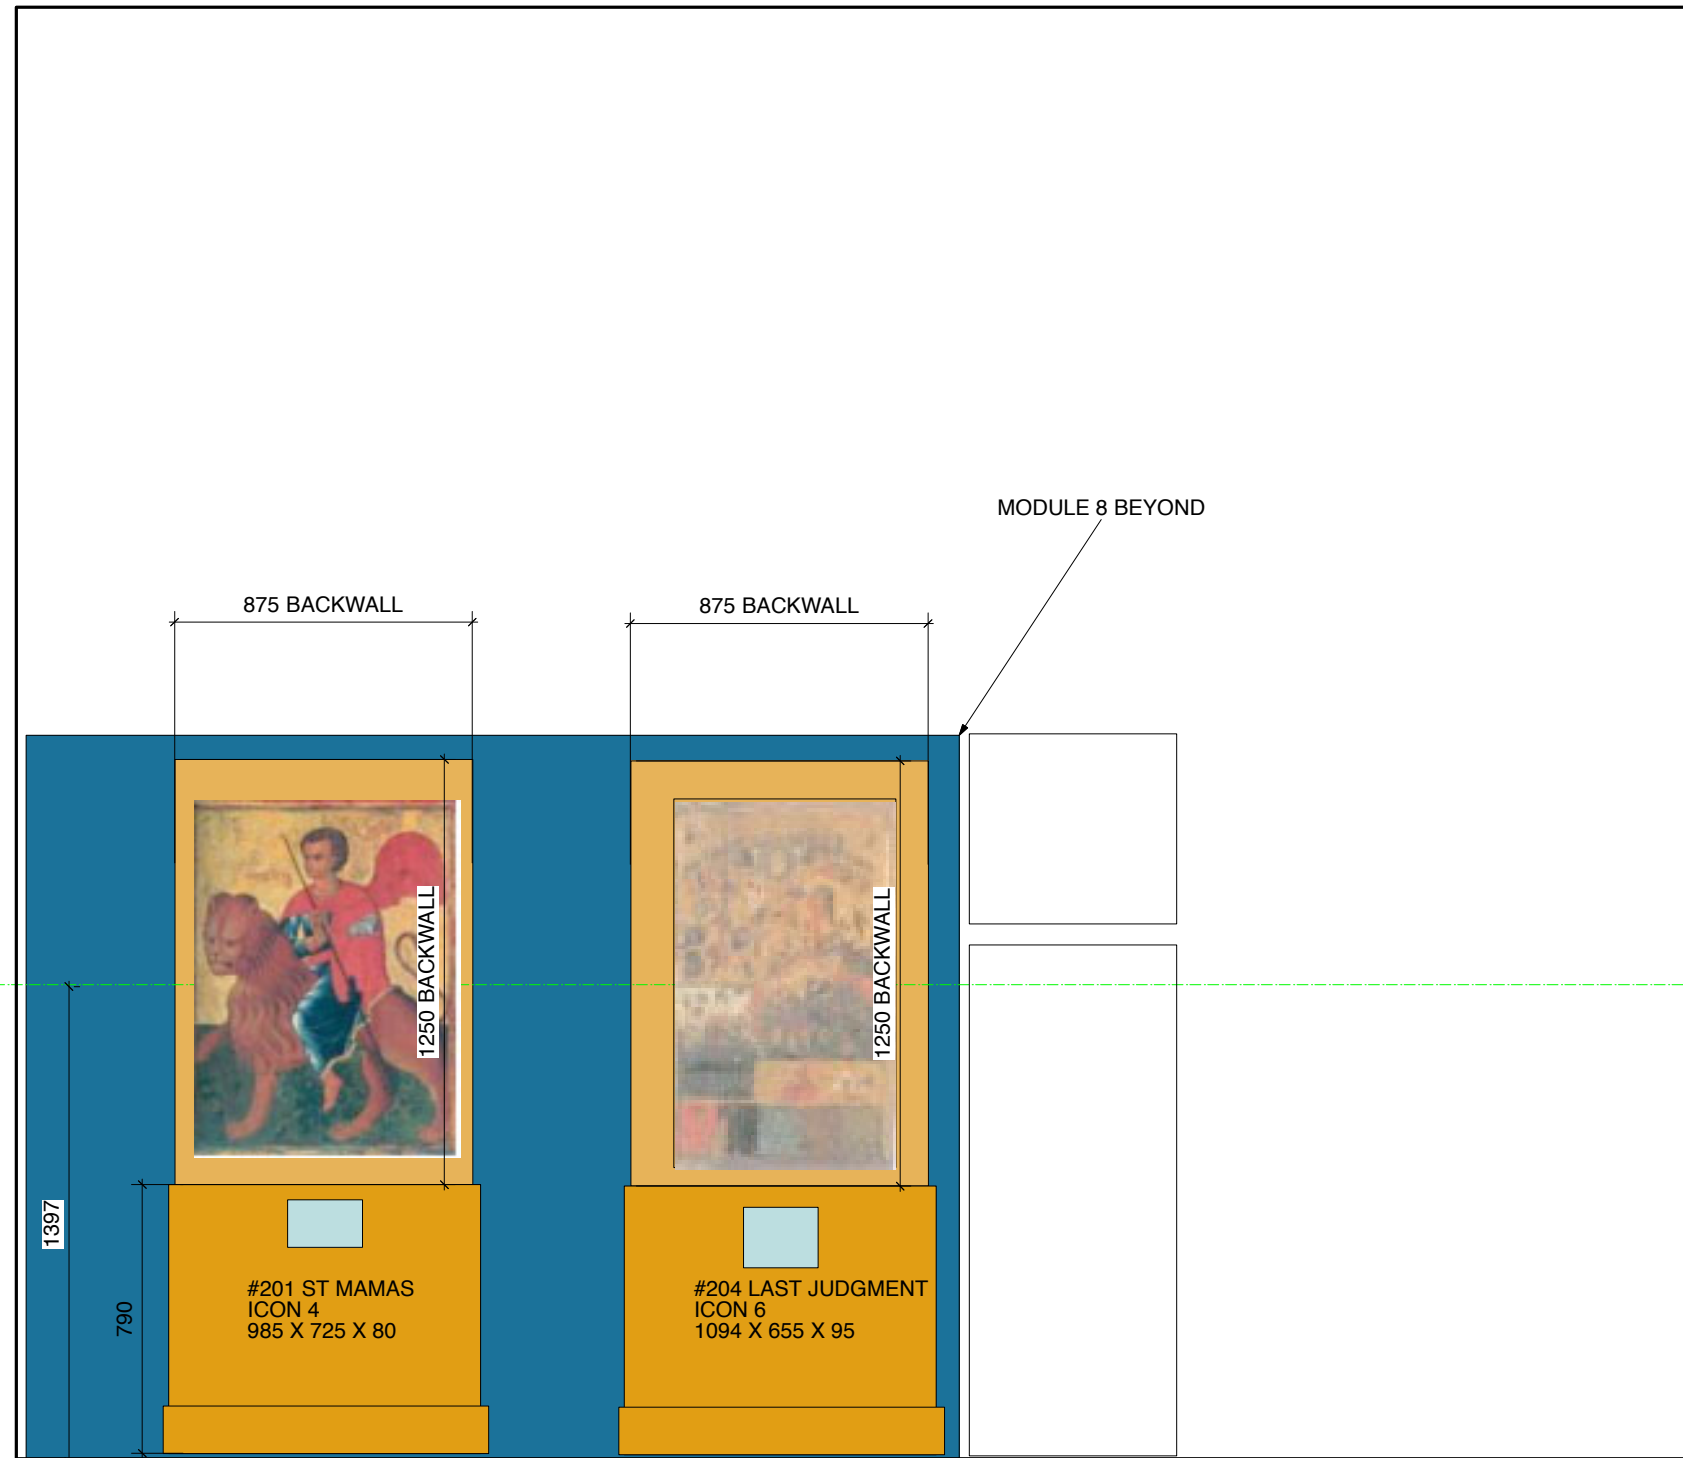 MODULE 8 BEYOND
875 BACKWALL
875 BACKWALL
1250 BACKWALL
1250 BACKWALL
1397
790
#201 ST MAMAS
ICON 4
985 X 725 X 80
#204 LAST JUDGMENT
ICON 6
1094 X 655 X 95